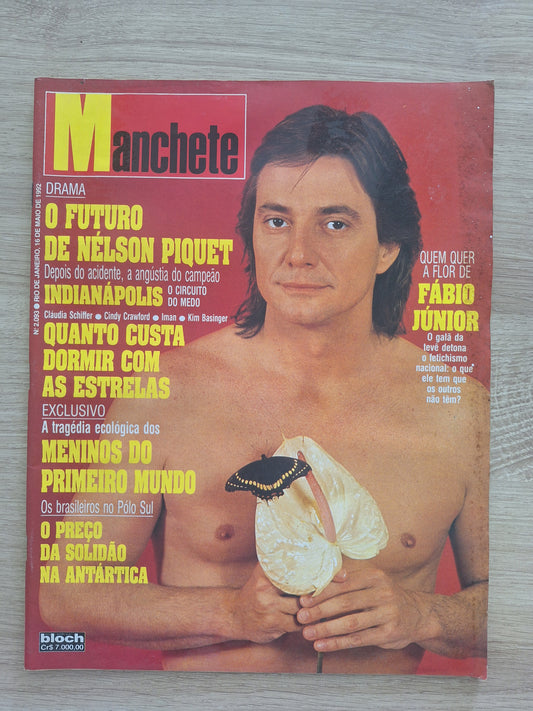 Manchete
Nº 2.093 ● RIO DE JANEIRO, 16 DE MAIO DE 1992
DRAMA
O FUTURO
DE NÉLSON PIQUET
Depois do acidente, a angústia do campeão
INDIANÁPOLIS O CIRCUITO
DO MEDO
Cláudia Schiffer ● Cindy Crawford ● Iman ● Kim Basinger
QUANTO CUSTA
DORMIR COM
AS ESTRELAS
EXCLUSIVO
A tragédia ecológica dos
MENINOS DO
PRIMEIRO MUNDO
Os brasileiros no Pólo Sul
O PREÇO
DA SOLIDÃO
NA ANTÁRTICA
bloch
Cr$ 7.000,00
QUEM QUER
A FLOR DE
FÁBIO
JÚNIOR
O galã da
tevê detona
o fetichismo
nacional: o que
ele tem que
os outros
não têm?